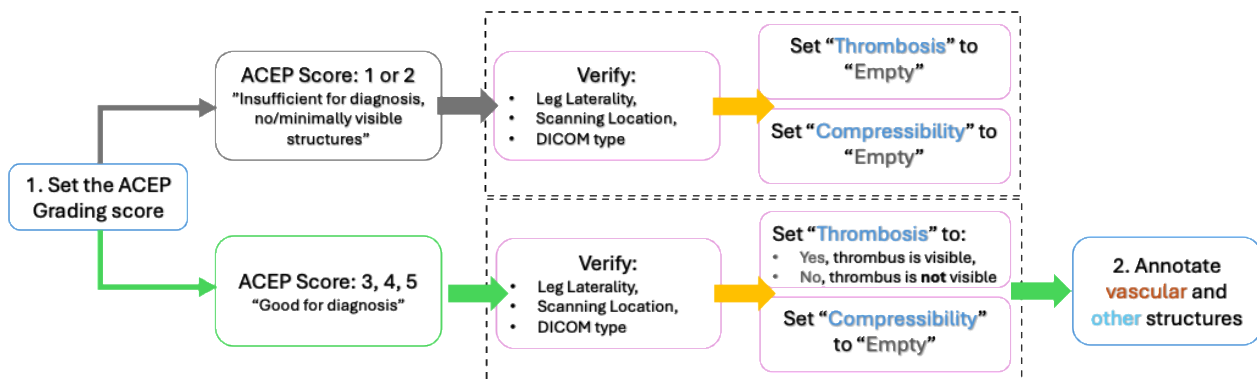 1. Set the ACEP
Grading score
ACEP Score: 1 or 2
”Insufficient for diagnosis,
no/minimally visible
structures”
Verify:
• Leg Laterality,
• Scanning Location,
• DICOM type
Set “Thrombosis” to
“Empty”
Set “Compressibility” to
“Empty”
ACEP Score: 3, 4, 5
“Good for diagnosis”
Verify:
• Leg Laterality,
• Scanning Location,
• DICOM type
Set “Thrombosis” to:
• Yes, thrombus is visible,
• No, thrombus is not visible
Set “Compressibility”
to “Empty”
2. Annotate
vascular and
other structures